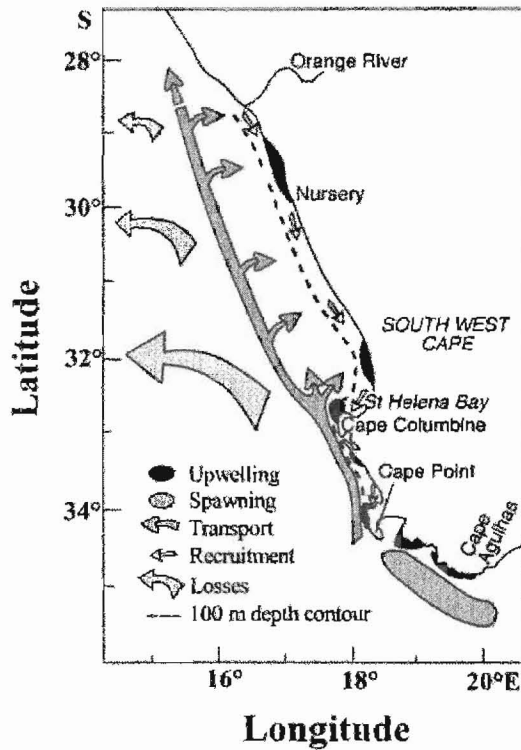 S
28°
Orange River
30°
Nursery
SOUTH WEST
CAPE
32°
St Helena Bay
Cape Columbine
Upwelling
Cape Point
Spawning
34°
Transport
Cape
Agulhas
Recruitment
Losses
100 m depth contour
16°
18°
20°E
Latitude
Longitude